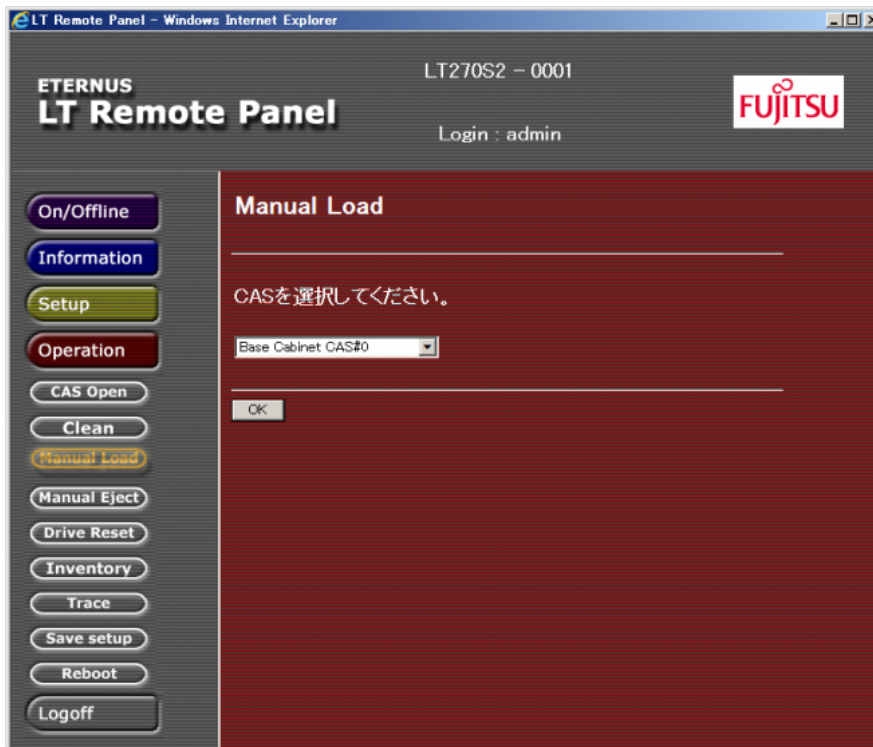 LT Remote Panel - Windows Internet Explorer
ETERNUS
LT Remote Panel
LT270S2 - 0001
Login : admin
FUJITSU
On/Offline
Information
Setup
Operation
CAS Open
Clean
Manual Load
Manual Eject
Drive Reset
Inventory
Trace
Save setup
Reboot
Logoff
Manual Load
CASを選択してください。
Base Cabinet CAS#0
OK